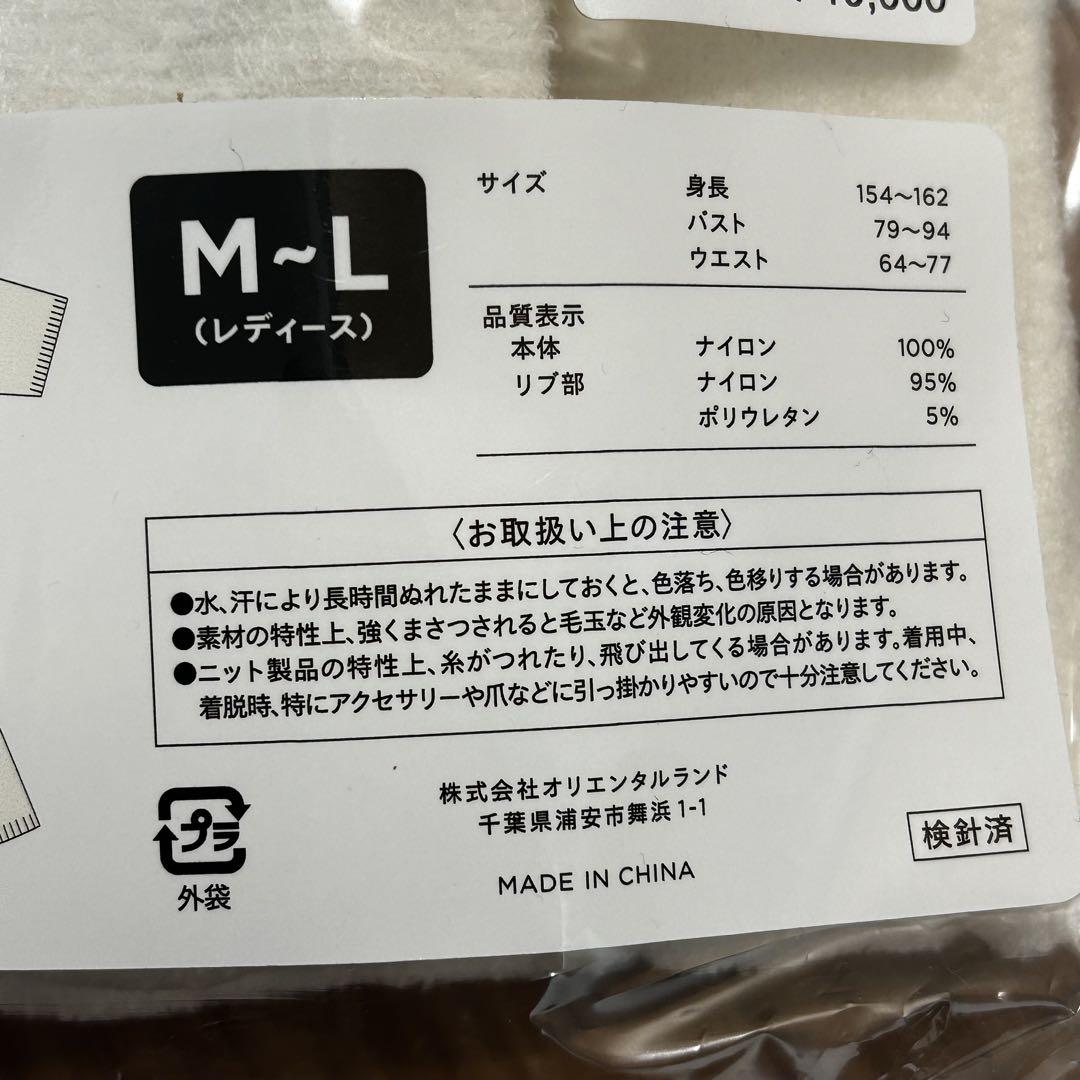 M~L
(レディース)
サイズ 身長 154~162
バスト 79~94
ウエスト 64~77
品質表示
本体 ナイロン 100%
リブ部 ナイロン 95%
ポリウレタン 5%
〈お取扱い上の注意〉
●水、汗により長時間ぬれたままにしておくと、色落ち、色移りする場合があります。
●素材の特性上、強くまさつされると毛玉など外観変化の原因となります。
●ニット製品の特性上、糸がつれたり、飛び出してくる場合があります。着用中、
着脱時、特にアクセサリーや爪などに引っ掛かりやすいので十分注意してください。
株式会社オリエンタルランド
千葉県浦安市舞浜1-1
プラ
外袋
検針済
MADE IN CHINA